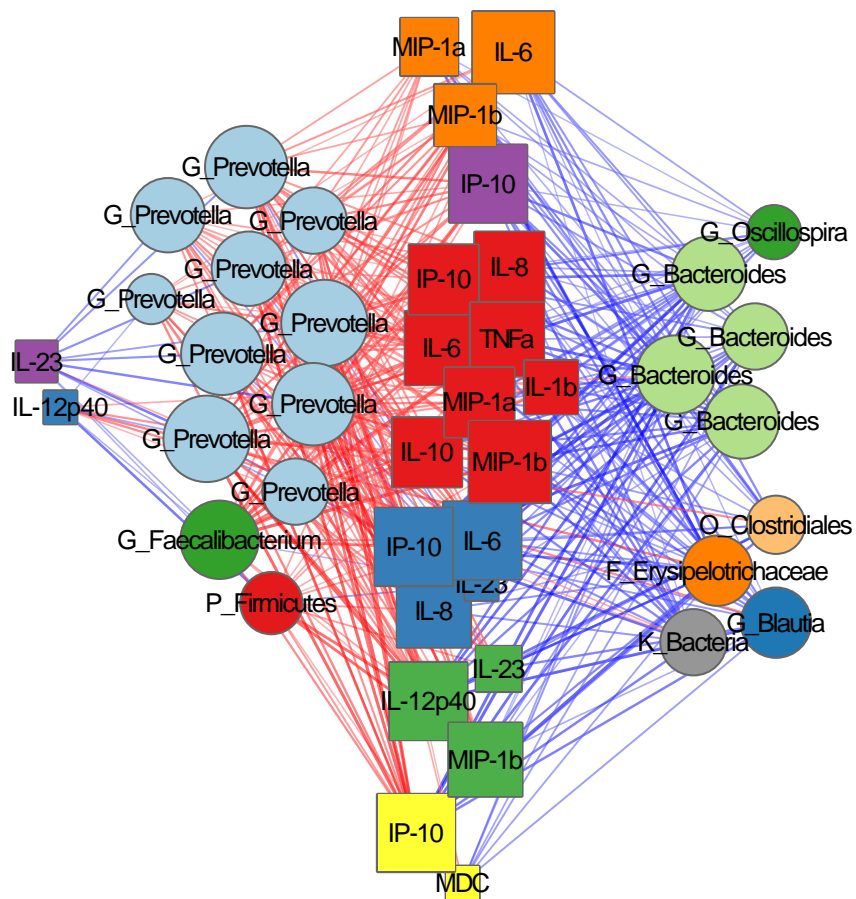 MIP-1a
IL-6
MIP-1b
G_Prevotella
IP-10
G_Prevotella
G_Prevotella
G_Oscillospira
IL-8
G_Prevotella
IP-10
G_Bacteroides
G_Prevotella
G_Prevotella
TNFa
G_Bacteroides
IL-6
G_Prevotella
IL-23
G_Bacteroides
IL-1b
G_Prevotella
MIP-1a
IL-12p40
G_Bacteroides
G_Prevotella
IL-10
MIP-1b
G_Prevotella
G_Faecalibacterium
IP-10
IL-6
O_Clostridiales
F_Erysipelotrichaceae
IL-23
P_Firmicutes
IL-8
G_Blautia
K_Bacteria
IL-23
IL-12p40
MIP-1b
IP-10
MDC